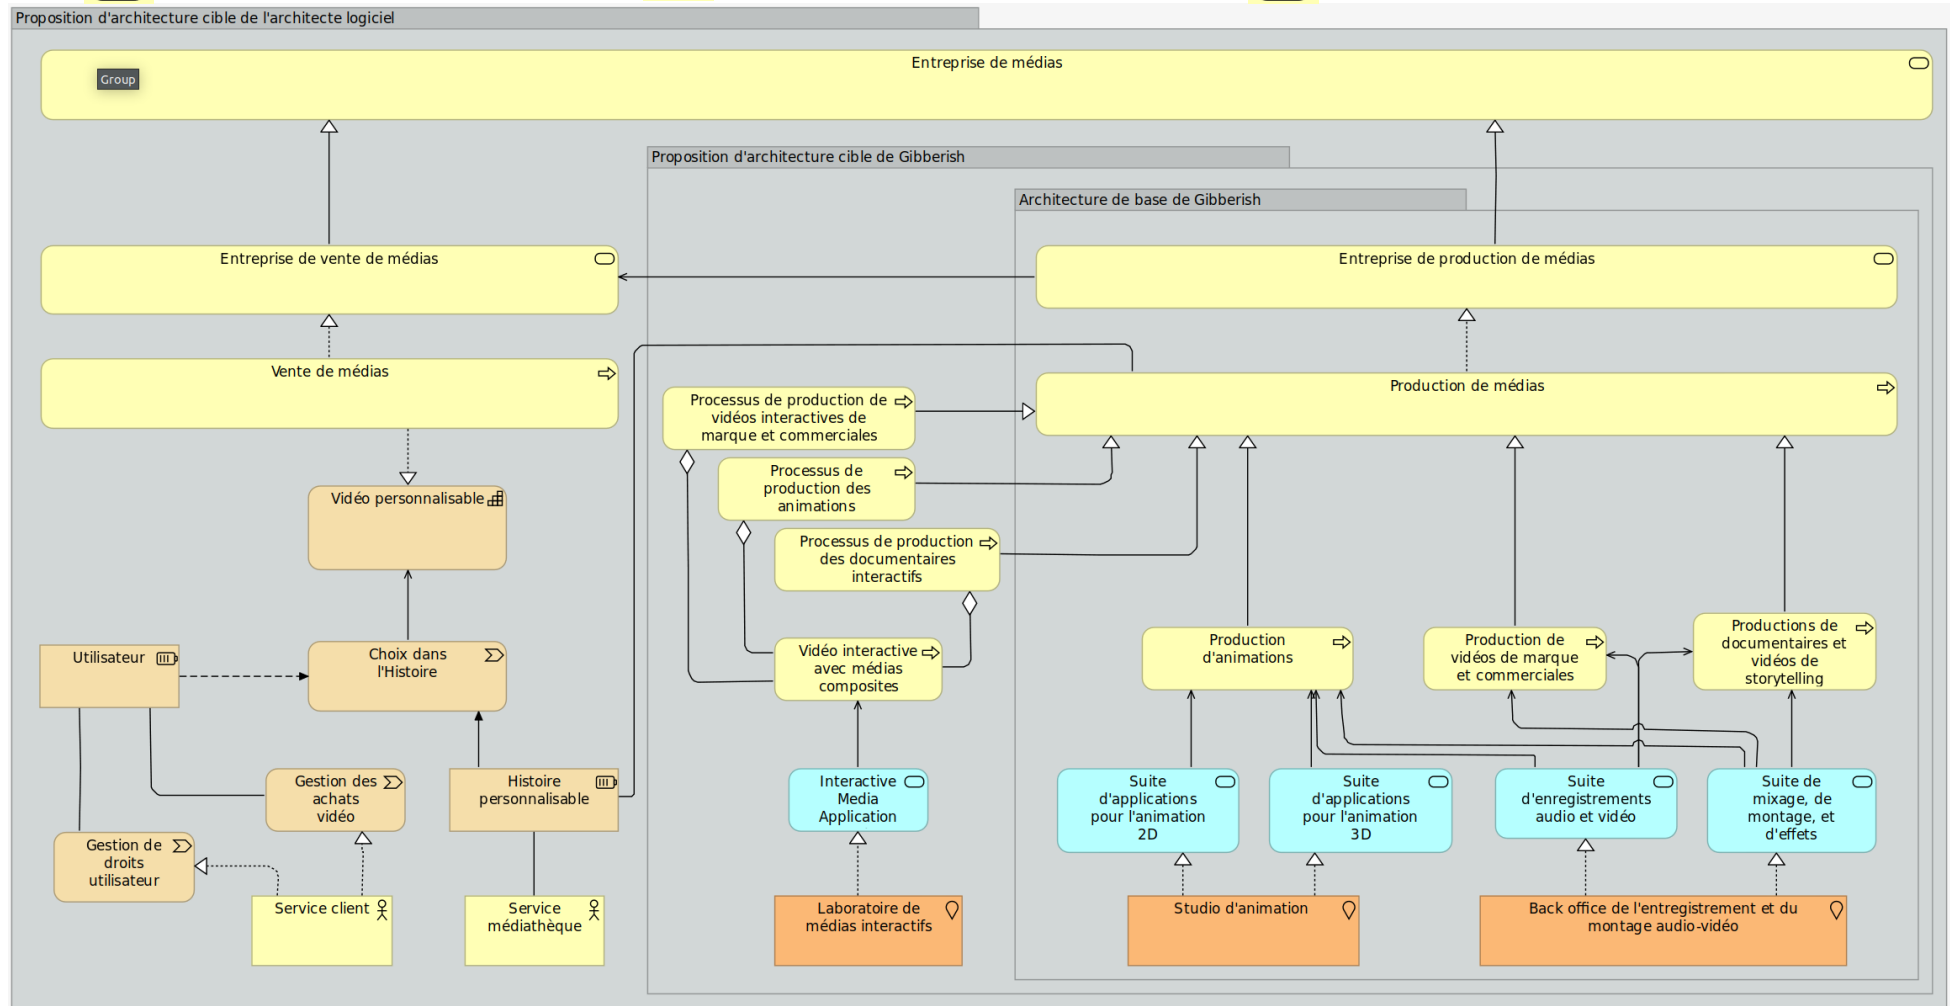 Proposition d'architecture cible de l'architecte logiciel
Entreprise de médias
Group
Proposition d'architecture cible de Gibberish
Architecture de base de Gibberish
Entreprise de vente de médias
Entreprise de production de médias
Vente de médias
Production de médias
Processus de production de
vidéos interactives de
marque et commerciales
Processus de
production des
animations
Vidéo personnalisable
Processus de production
des documentaires
interactifs
Utilisateur
Choix dans
l'Histoire
Vidéo interactive
avec médias
composites
Production
d'animations
Production de
vidéos de marque
et commerciales
Productions de
documentaires et
vidéos de
storytelling
Gestion des
achats
vidéo
Histoire
personnalisable
Interactive
Media
Application
Suite
d'applications
pour l'animation
2D
Suite
d'applications
pour l'animation
3D
Suite
d'enregistrements
audio et vidéo
Suite de
mixage, de
montage, et
d'effets
Gestion de
droits
utilisateur
Service client
Service
médiathèque
Laboratoire de
médias interactifs
Studio d'animation
Back office de l'entregistrement et du
montage audio-vidéo